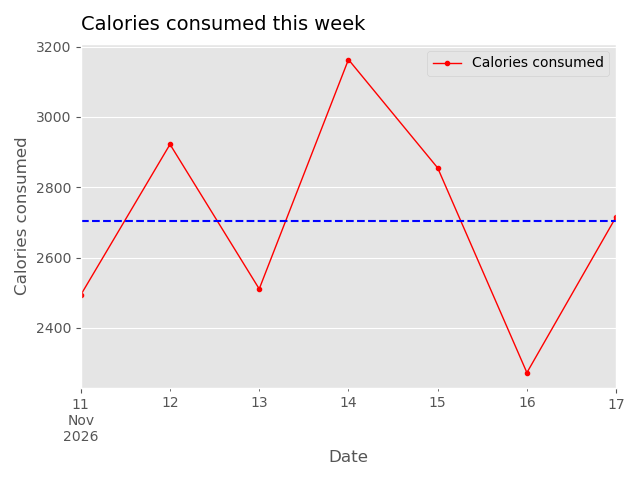 Calories consumed this week
Calories consumed
3200
3000
2800
2600
2400
Calories consumed
11
Nov
2026
12
13
14
15
16
17
Date